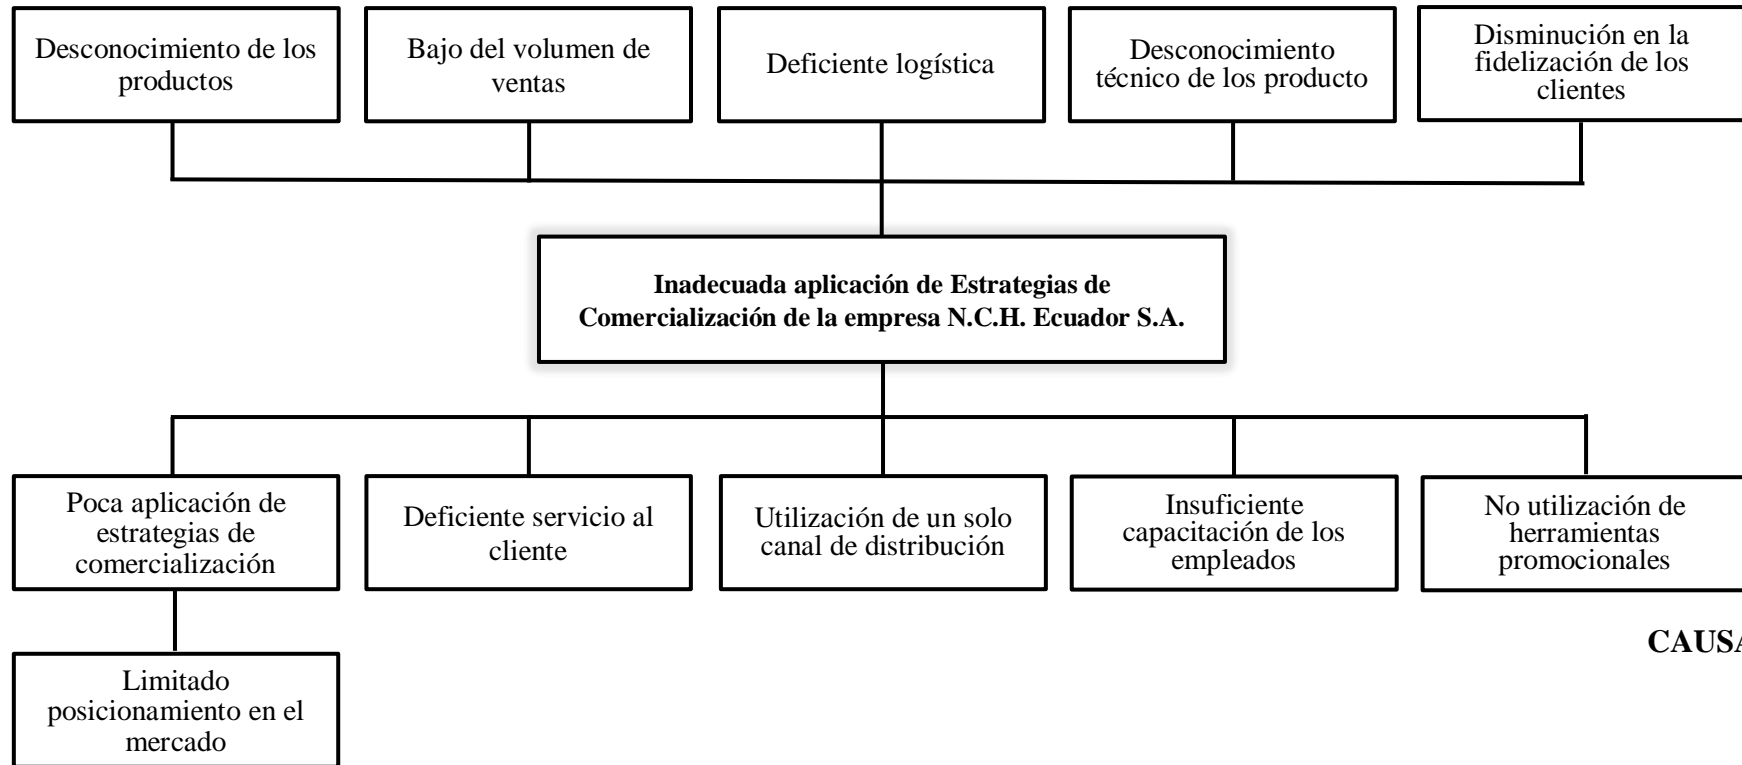 Desconocimiento de los
productos
Bajo del volumen de
ventas
Deficiente logística
Desconocimiento
técnico de los producto
Disminución en la
fidelización de los
clientes
Inadecuada aplicación de Estrategias de
Comercialización de la empresa N.C.H. Ecuador S.A.
Poca aplicación de
estrategias de
comercialización
Deficiente servicio al
cliente
Utilización de un solo
canal de distribución
Insuficiente
capacitación de los
empleados
No utilización de
herramientas
promocionales
CAUSA
Limitado
posicionamiento en el
mercado